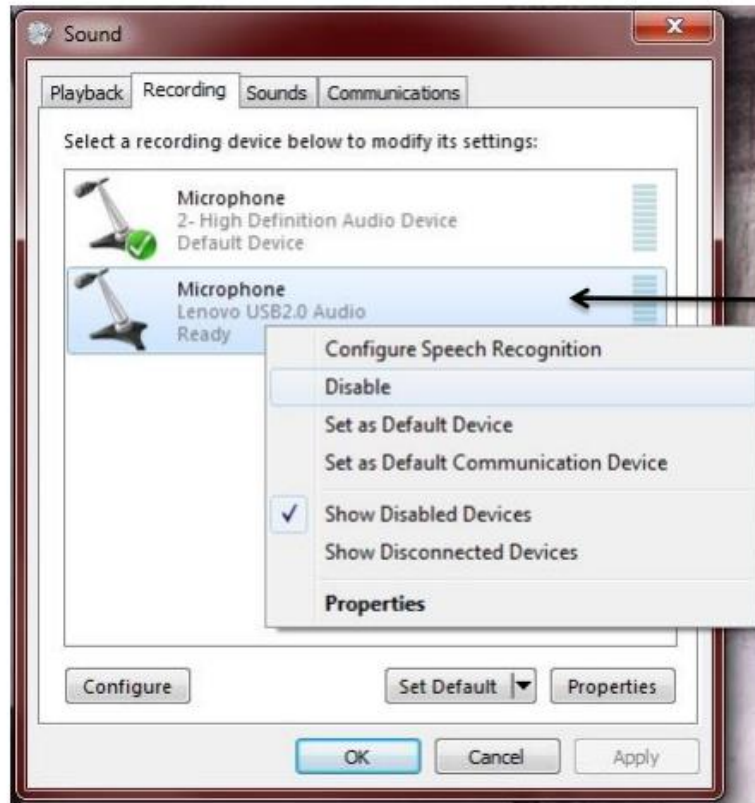 Sound
Playback Recording Sounds Communications
Select a recording device below to modify its settings:
Microphone
2- High Definition Audio Device
Default Device
Microphone
Lenovo USB2.0 Audio
Ready
Configure Speech Recognition
Disable
Set as Default Device
Set as Default Communication Device
Show Disabled Devices
Show Disconnected Devices
Properties
Configure Set Default Properties
OK Cancel Apply